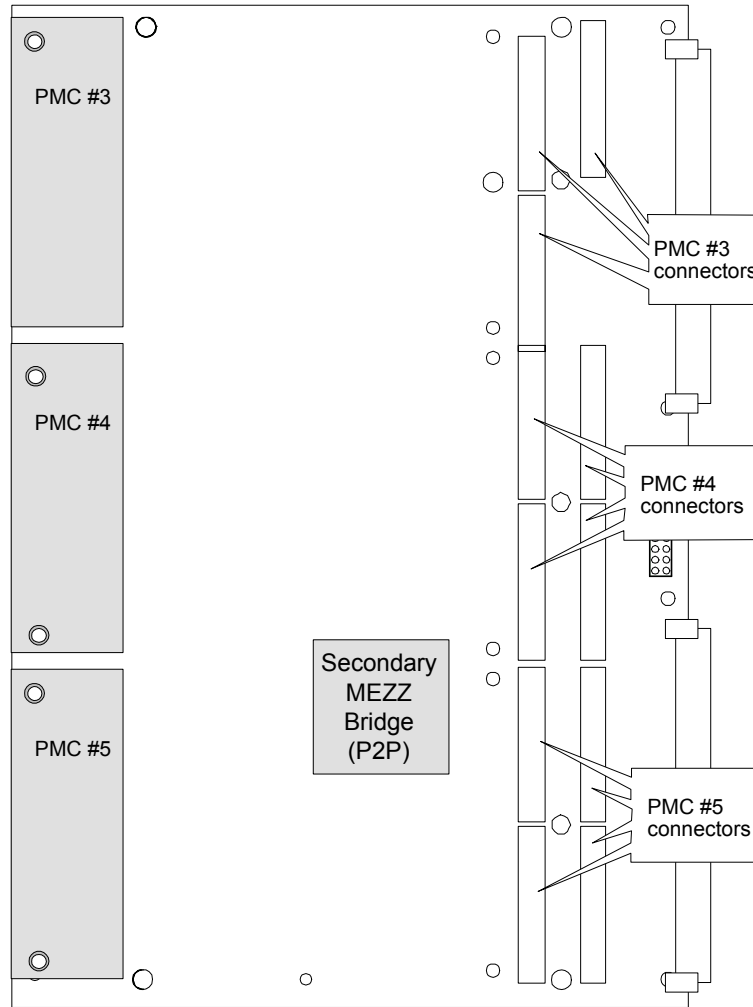 PMC #3
PMC #3
connectors
PMC #4
PMC #4
connectors
Secondary
MEZZ
Bridge
(P2P)
PMC #5
PMC #5
connectors